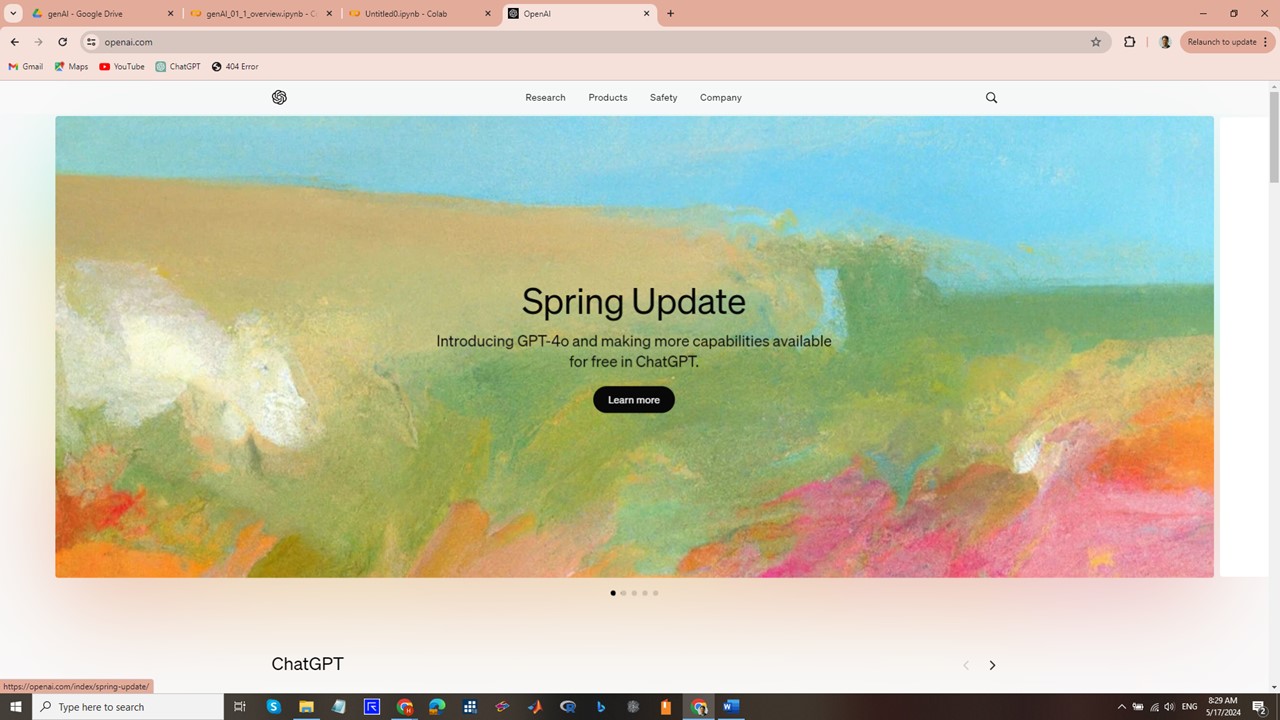 genAI - Google Drive
genAI_01_1_overview.ipynb - C
Untitled0.ipynb - Colab
OpenAI
openai.com
Relaunch to update
Gmail
Maps
YouTube
ChatGPT
404 Error
Research
Products
Safety
Company
Spring Update
Introducing GPT-4o and making more capabilities available
for free in ChatGPT.
Learn more
ChatGPT
https://openai.com/index/spring-update/
Type here to search
ENG
8:29 AM
5/17/2024